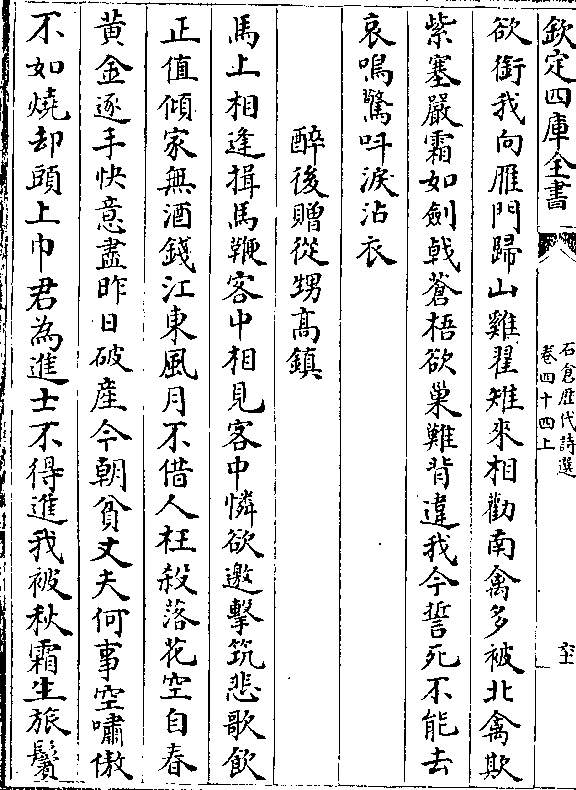 欽定四庫全書
石倉歴代詩選
卷四十四上
欲銜我向雁門歸山雞翟雉來相勸南禽多被北禽欺
紫塞嚴霜如劍㦸蒼梧欲巢難背違我今誓死不能去
哀鳴驚叫淚沾衣
醉後贈從甥髙鎮
馬上相逢揖馬鞭客中相見客中憐欲邀擊筑悲歌飲
正值傾家無酒錢江東風月不借人枉殺落花空自春
黄金逐手快意盡昨日破産今朝貧丈夫何事空嘯傲
不如燒却頭上巾君為進士不得進我被秋霜生旅鬢